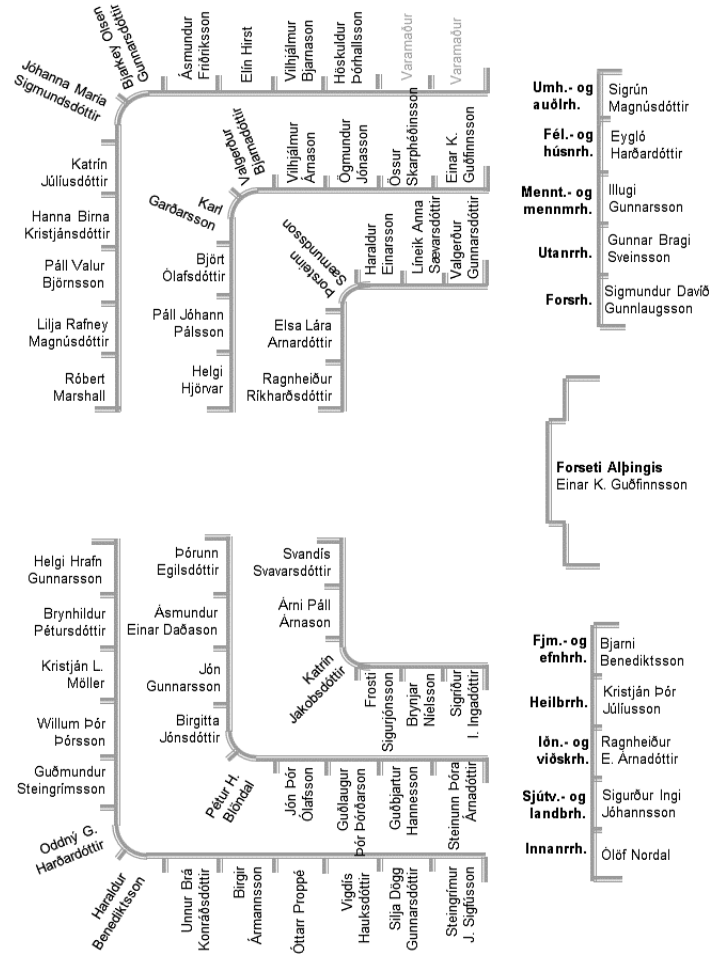 Bjarkey Olsen
Gunnarsdóttir
Ásmundur
Friðriksson
Elín Hirst
Vilhjálmur
Bjarnason
Höskuldur
Þórhallsson
Varamaður
Varamaður
Jóhanna María
Sigmundsdóttir
Katrín
Júlíusdóttir
Hanna Birna
Kristjánsdóttir
Páll Valur
Björnsson
Lilja Rafney
Magnúsdóttir
Róbert
Marshall
Valgerður
Bjarnadóttir
Vilhjálmur
Árnason
Ögmundur
Jónasson
Össur
Skarphéðinsson
Einar K.
Guðfinnsson
Karl
Garðarsson
Björt
Ólafsdóttir
Páll Jóhann
Pálsson
Helgi
Hjörvar
Þorsteinn
Sæmundsson
Haraldur
Einarsson
Líneik Anna
Sævarsdóttir
Valgerður
Gunnarsdóttir
Elsa Lára
Arnardóttir
Ragnheiður
Ríkharðsdóttir
Umh.- og
auðlrh.
Sigrún
Magnúsdóttir
Fél.- og
húsnrh.
Eygló
Harðardóttir
Mennt.- og
mennmrh.
Illugi
Gunnarsson
Utanrrh.
Gunnar Bragi
Sveinsson
Forsrh.
Sigmundur Davíð
Gunnlaugsson
Forseti Alþingis
Einar K. Guðfinnsson
Helgi Hrafn
Gunnarsson
Brynhildur
Pétursdóttir
Kristján L.
Möller
Willum Þór
Þórsson
Guðmundur
Steingrímsson
Oddný G.
Harðardóttir
Haraldur
Benediktsson
Unnur Brá
Konráðsdóttir
Birgir
Ármannsson
Óttarr Proppé
Vigdís
Hauksdóttir
Silja Dögg
Gunnarsdóttir
Steingrímur
J. Sigfússon
Þórunn
Egilsdóttir
Ásmundur
Einar Daðason
Jón
Gunnarsson
Birgitta
Jónsdóttir
Pétur H.
Blöndal
Jón Þór
Ólafsson
Guðlaugur
Þór Þórðarson
Guðbjartur
Hannesson
Steinunn Þóra
Árnadóttir
Svandís
Svavarsdóttir
Árni Páll
Árnason
Katrín
Jakobsdóttir
Frosti
Sigurjónsson
Brynjar
Níelsson
Sigríður
I. Ingadóttir
Fjm.- og
efnhrh.
Bjarni
Benediktsson
Heilbrrh.
Kristján Þór
Júlíusson
Iðn.- og
viðskrh.
Ragnheiður
E. Árnadóttir
Sjútv.- og
landbrh.
Sigurður Ingi
Jóhannsson
Innanrrh.
Ólöf Nordal